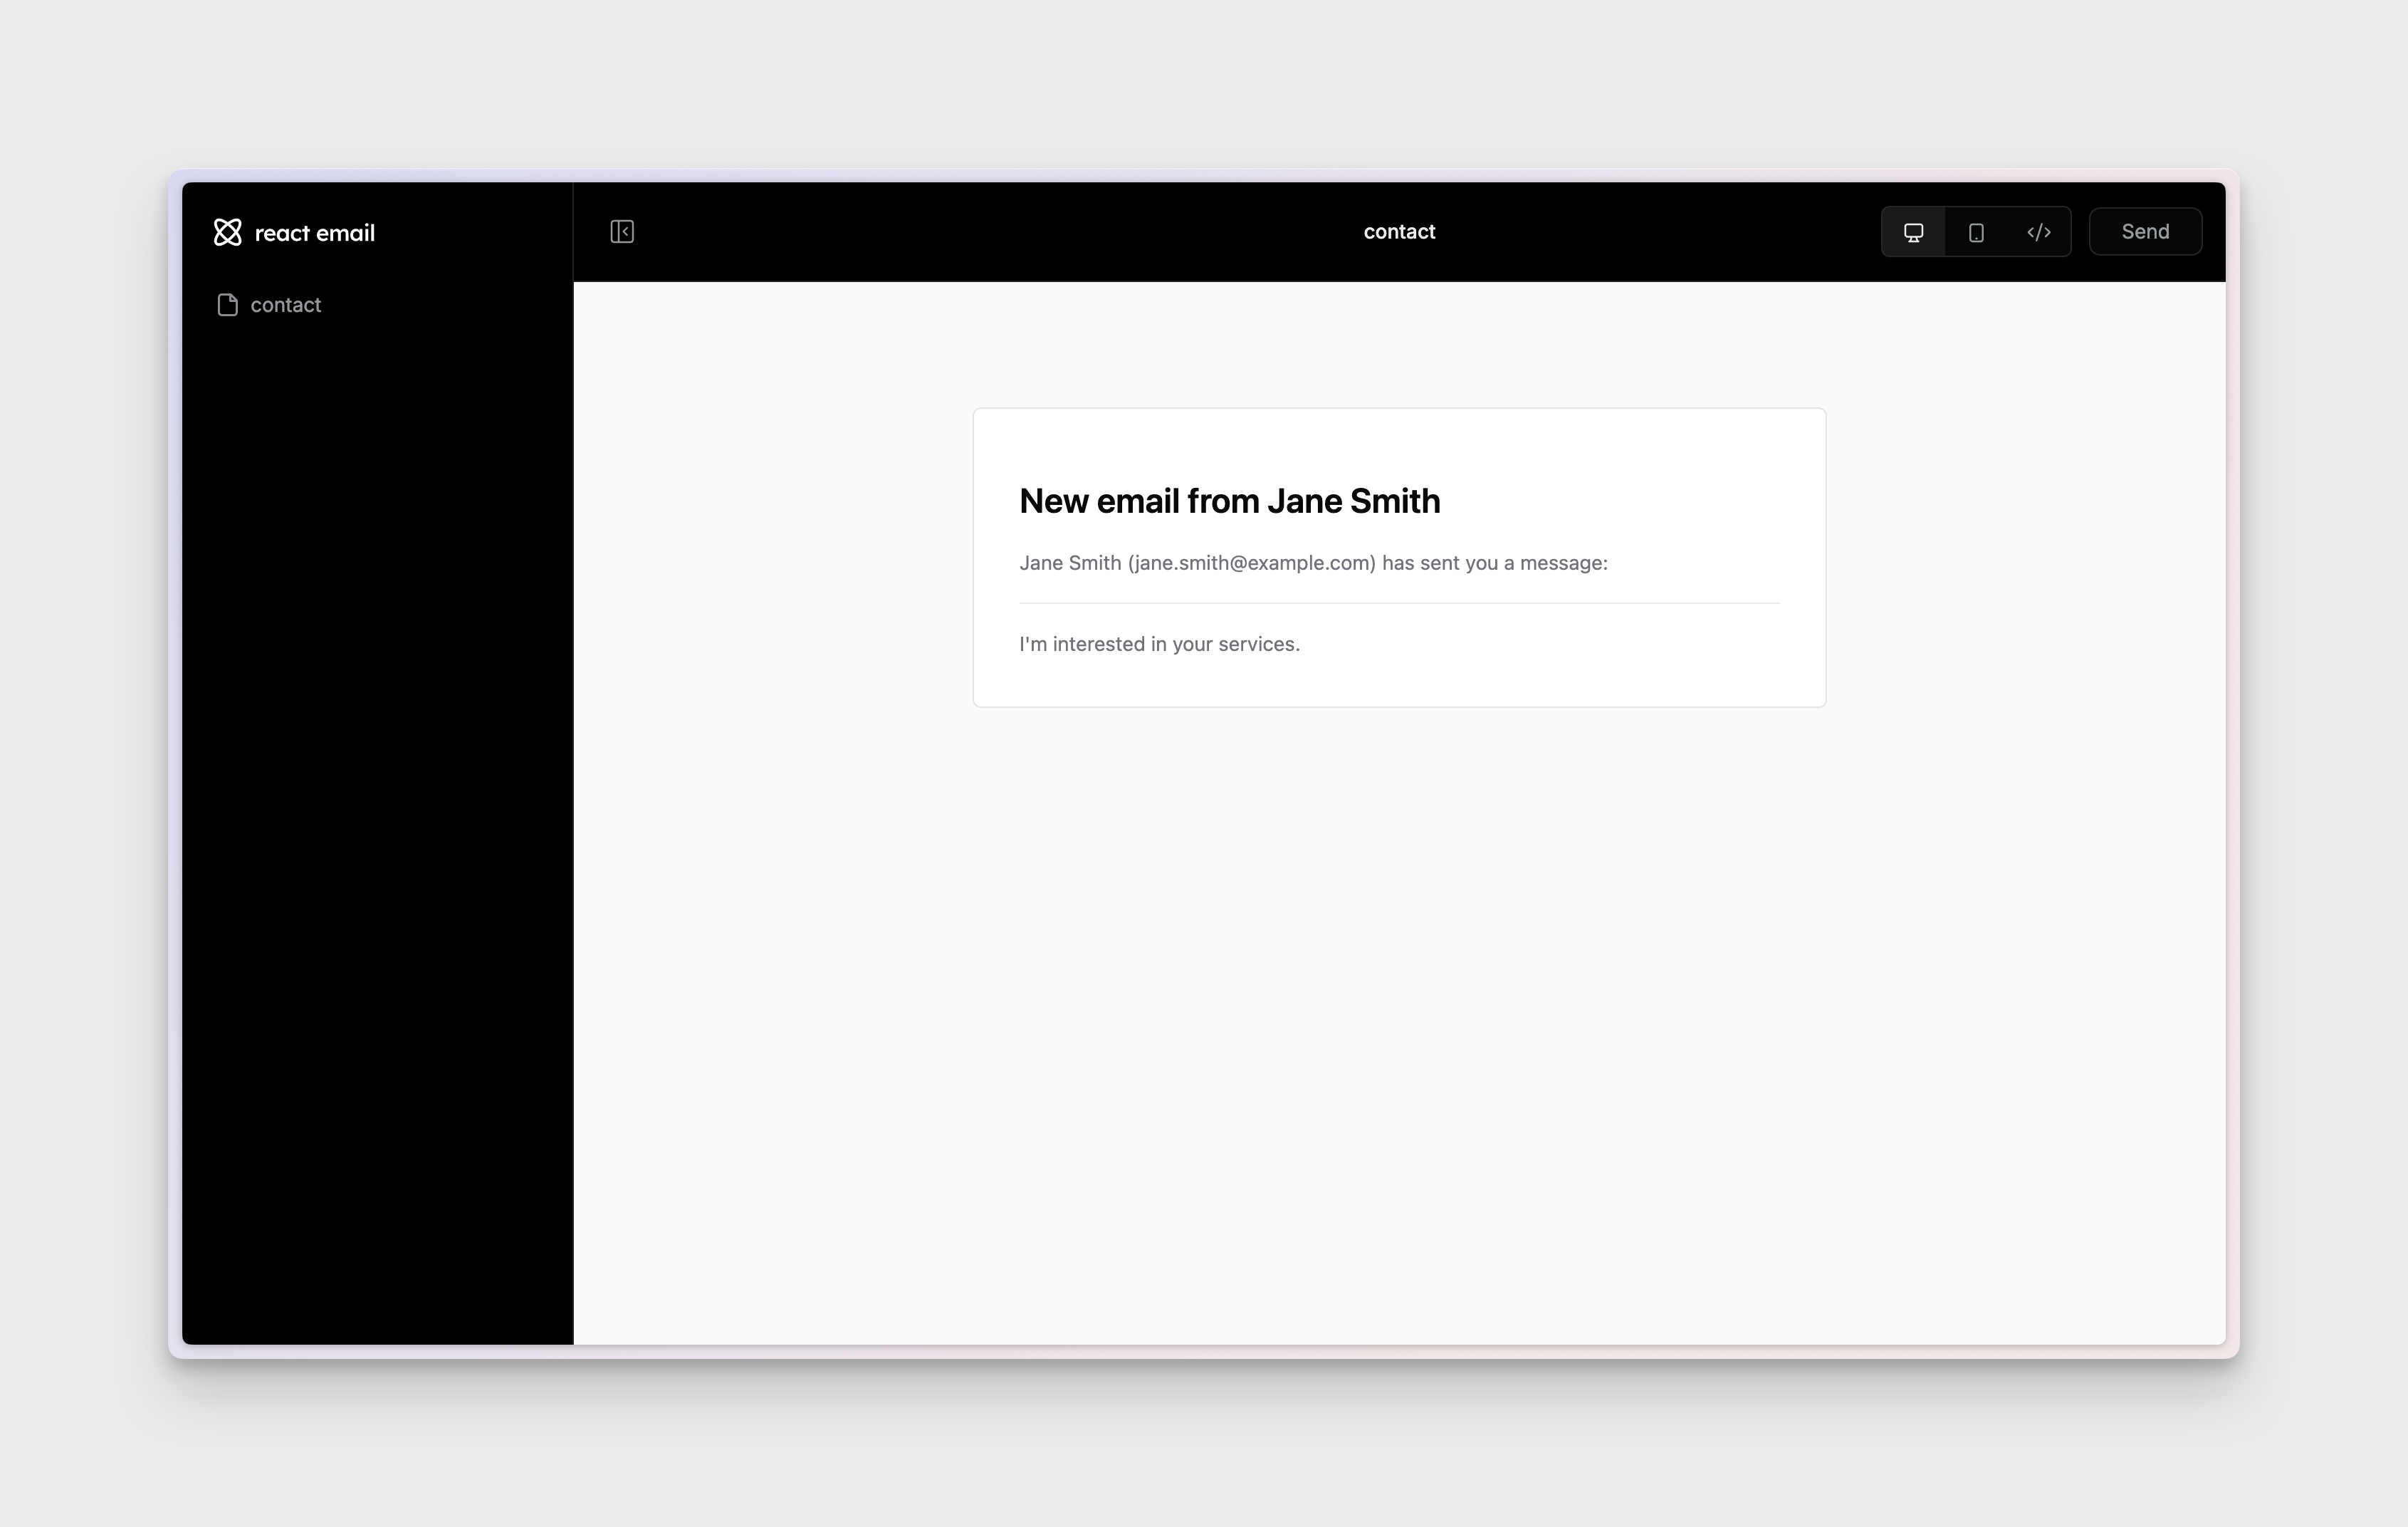 react email
contact
contact
Send
New email from Jane Smith
Jane Smith (jane.smith@example.com) has sent you a message:
I'm interested in your services.